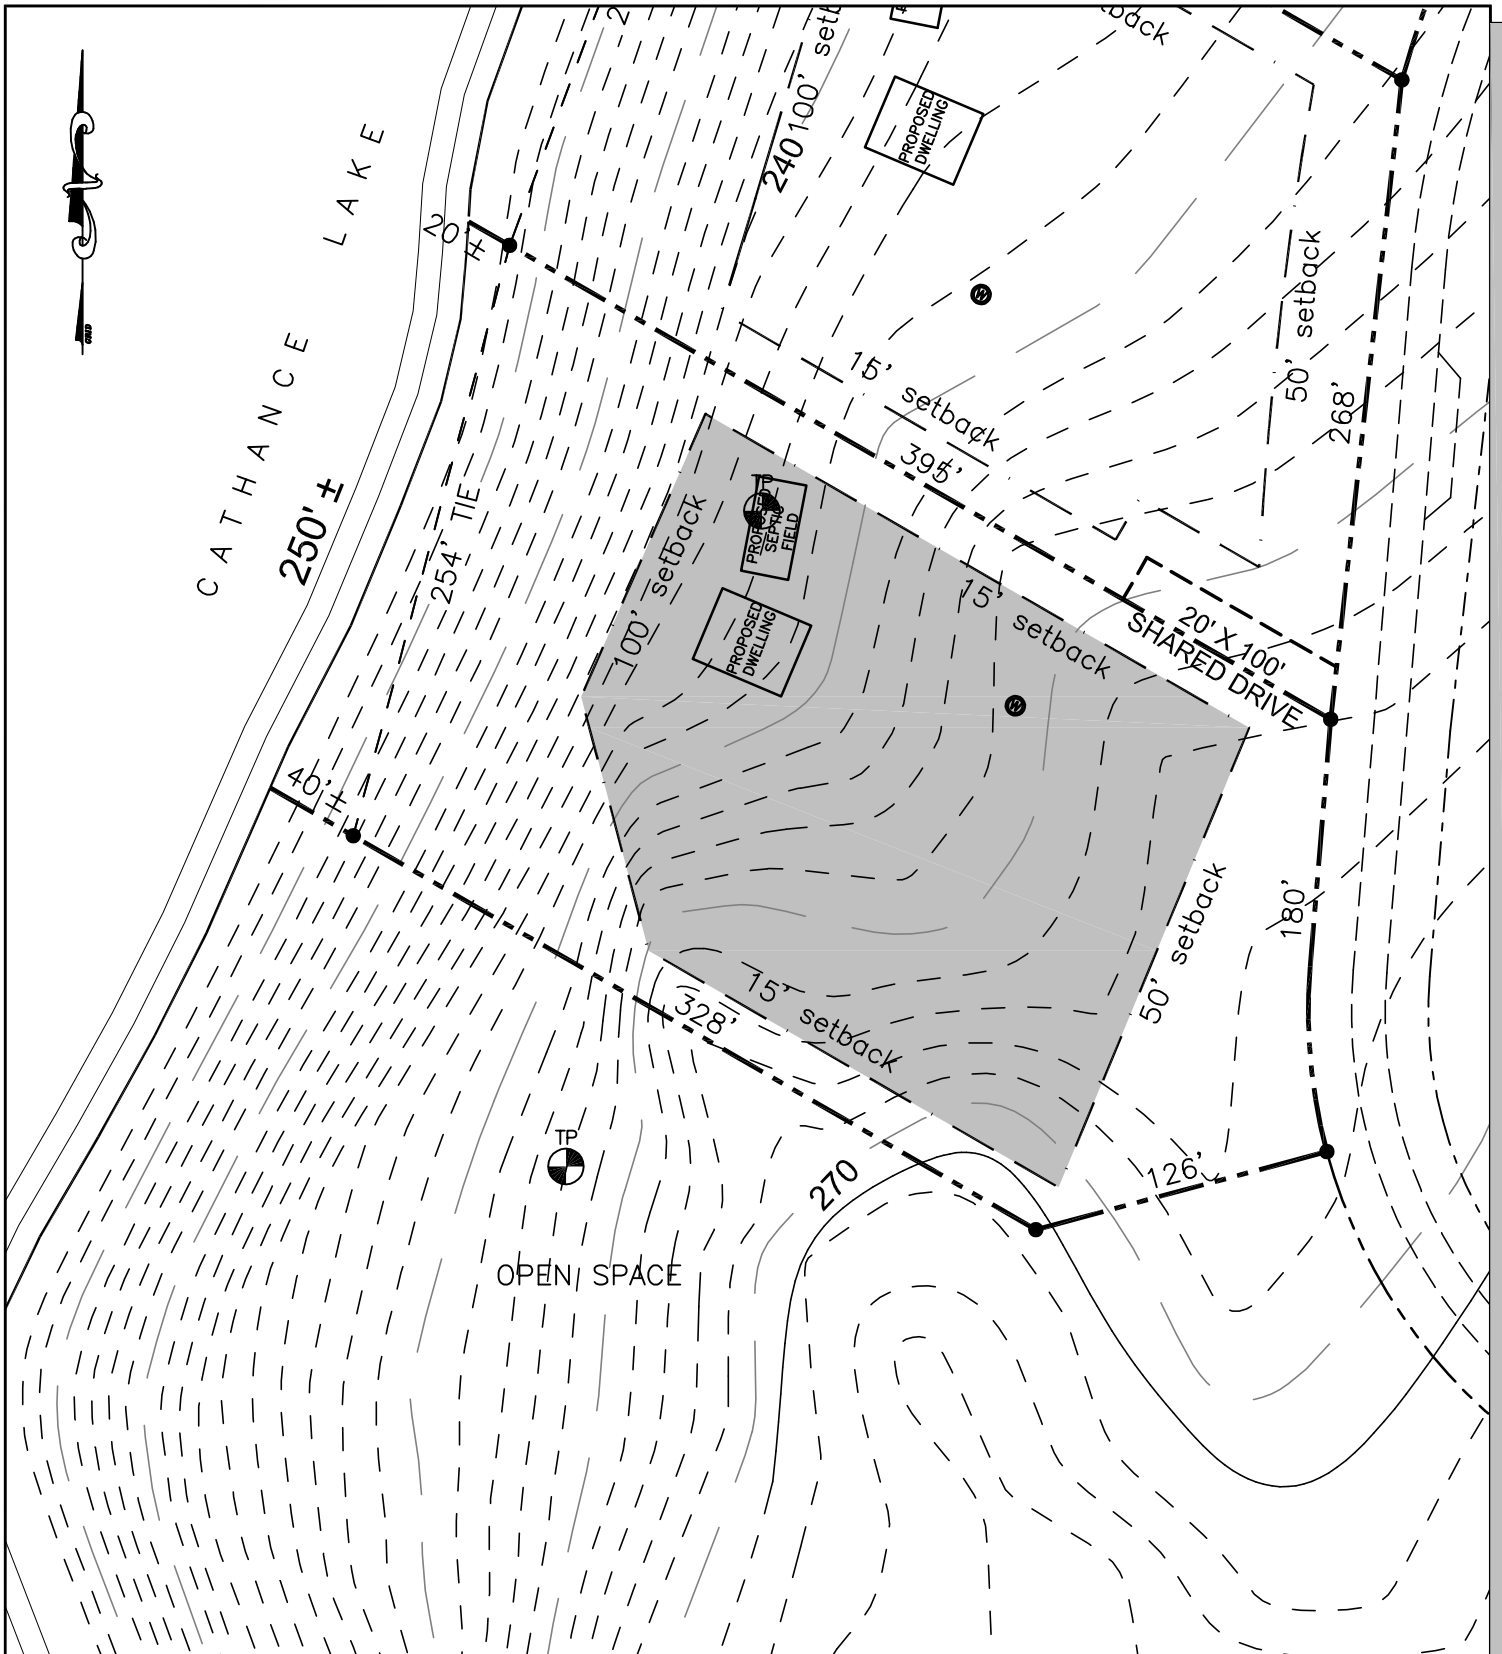 100' setb
setback
240
PROPOSED
DWELLING
CATHANCE LAKE
20'±
GRID
50' setback
268'
15' setback
395'
250' ±
254' TIE
100' setback
TP
PROPOSED
SEPTIC
FIELD
PROPOSED
DWELLING
15' setback
20' X 100'
SHARED DRIVE
W
W
40'±
180'
50' setback
15' setback
328'
270
126'
TP
OPEN SPACE